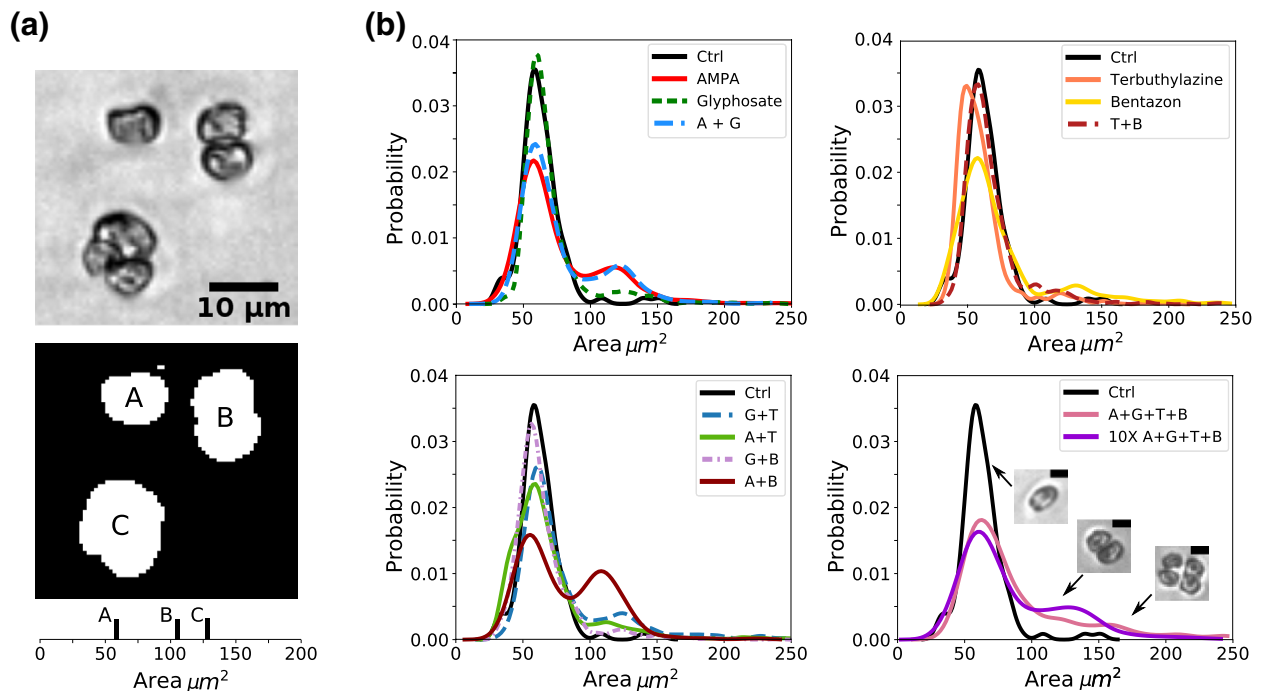 (a)
10 μm
A
B
C
A B C
0 50 100 150 200
Area μm²
(b)
0.04
0.03
0.02
0.01
0.00
Probability
Ctrl
AMPA
Glyphosate
A + G
0 50 100 150 200 250
Area μm²
0.04
0.03
0.02
0.01
0.00
Probability
Ctrl
Terbuthylazine
Bentazon
T+B
0 50 100 150 200 250
Area μm²
0.04
0.03
0.02
0.01
0.00
Probability
Ctrl
G+T
A+T
G+B
A+B
0 50 100 150 200 250
Area μm²
0.04
0.03
0.02
0.01
0.00
Probability
Ctrl
A+G+T+B
10X A+G+T+B
0 50 100 150 200 250
Area μm²